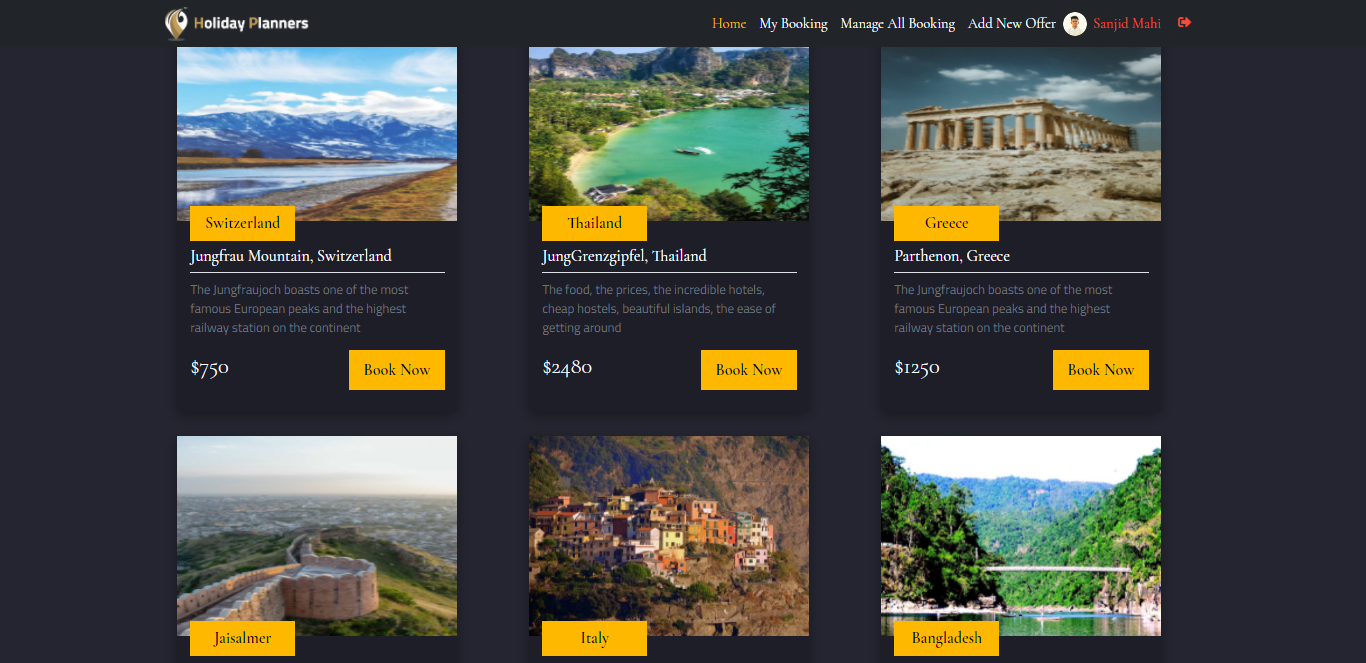 Holiday Planners
Home My Booking Manage All Booking Add New Offer Sanjid Mahi
Switzerland
Jungfrau Mountain, Switzerland
The Jungfraujoch boasts one of the most
famous European peaks and the highest
railway station on the continent
$750 Book Now
Thailand
JungGrenzgipfel, Thailand
The food, the prices, the incredible hotels,
cheap hostels, beautiful islands, the ease of
getting around
$2480 Book Now
Greece
Parthenon, Greece
The Jungfraujoch boasts one of the most
famous European peaks and the highest
railway station on the continent
$1250 Book Now
Jaisalmer
Italy
Bangladesh